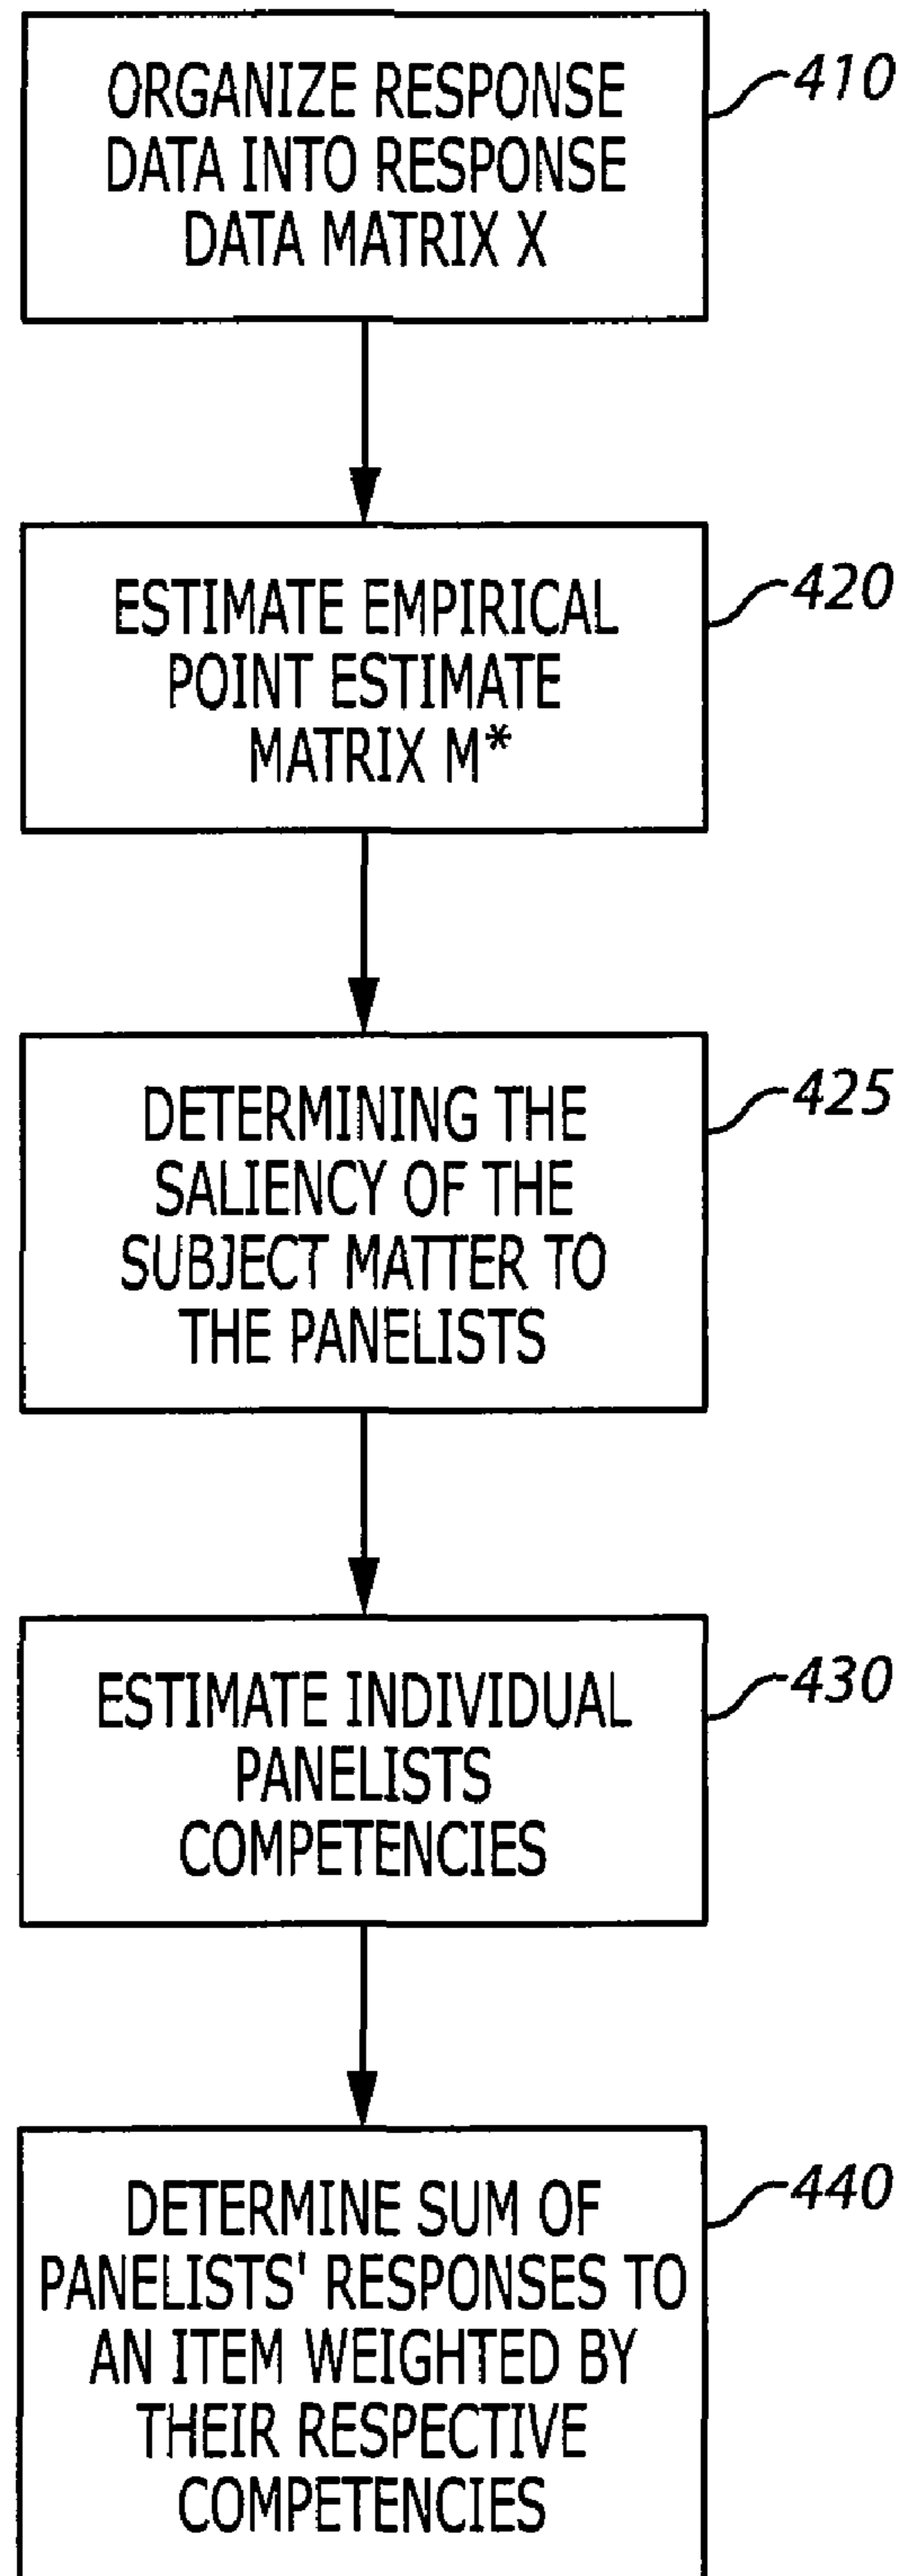 ORGANIZE RESPONSE
DATA INTO RESPONSE
DATA MATRIX X
410
ESTIMATE EMPIRICAL
POINT ESTIMATE
MATRIX M*
420
DETERMINING THE
SALIENCY OF THE
SUBJECT MATTER TO
THE PANELISTS
425
ESTIMATE INDIVIDUAL
PANELISTS
COMPETENCIES
430
DETERMINE SUM OF
PANELISTS' RESPONSES TO
AN ITEM WEIGHTED BY
THEIR RESPECTIVE
COMPETENCIES
440